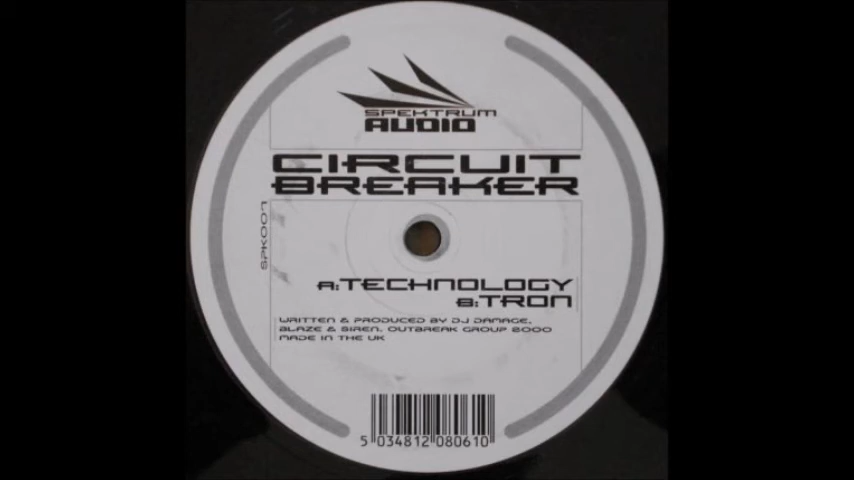 SPEKTRUM
AUDIO
CIRCUIT
BREAKER
SPK001
A:TECHNOLOGY
B:TRON
WRITTEN & PRODUCED BY DJ DAMAGE,
BLAZE & SIREN. OUTBREAK GROUP 2000
MADE IN THE UK
5 034812 080610